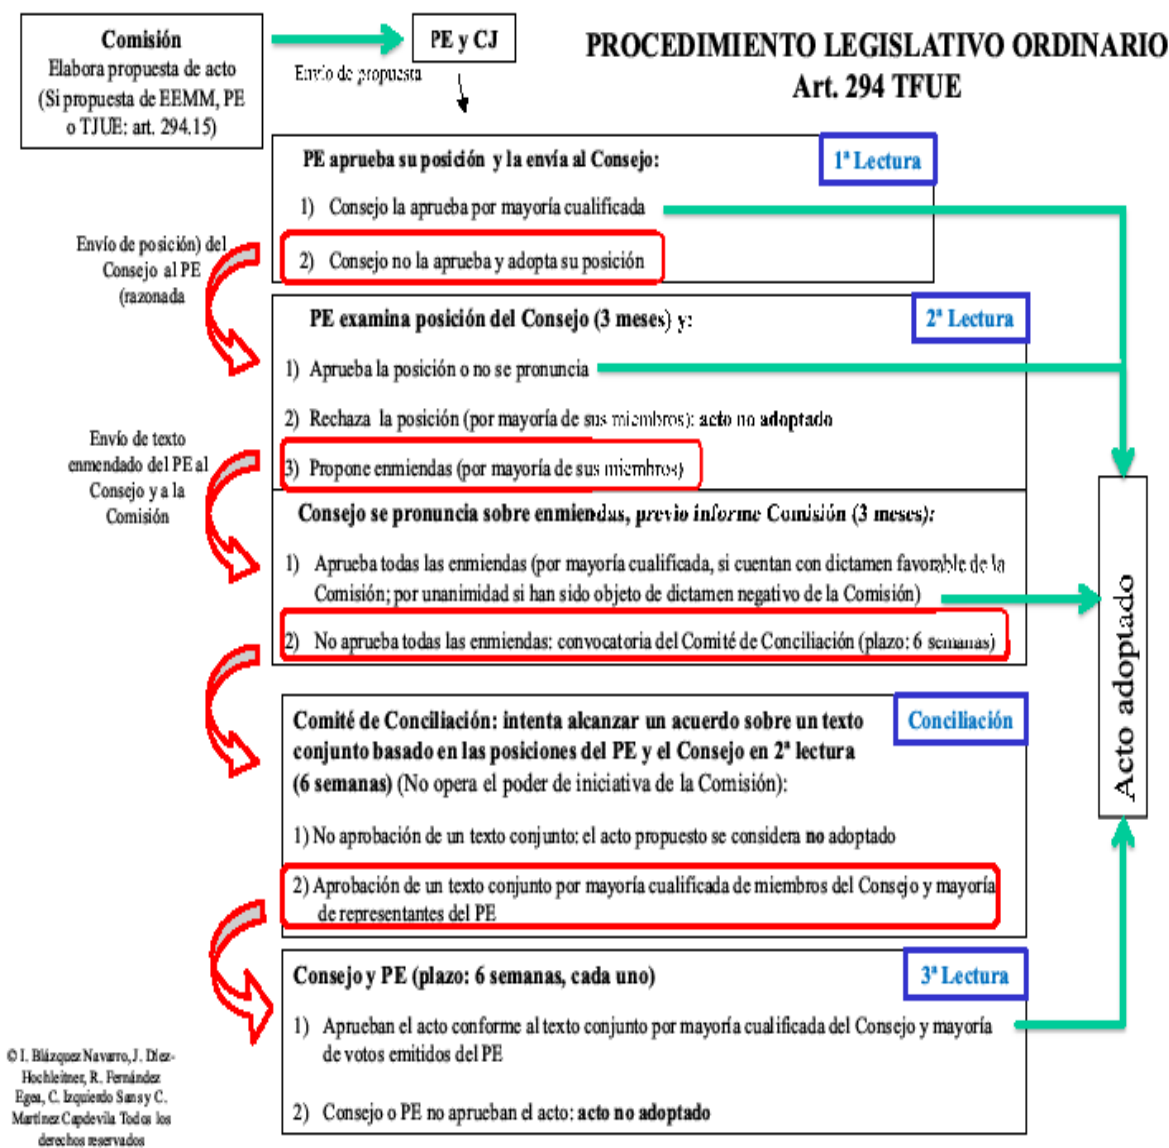 Comisión
Elabora propuesta de acto
(Si propuesta de EEMM, PE
o TJUE: art. 294.15)
Envío de propuesta
PE y CJ
PROCEDIMIENTO LEGISLATIVO ORDINARIO
Art. 294 TFUE
PE aprueba su posición y la envía al Consejo:
1ª Lectura
1) Consejo la aprueba por mayoría cualificada
2) Consejo no la aprueba y adopta su posición
Envío de posición) del
Consejo al PE
(razonada
PE examina posición del Consejo (3 meses) y:
2ª Lectura
1) Aprueba la posición o no se pronuncia
2) Rechaza la posición (por mayoría de sus miembros): acto no adoptado
3) Propone enmiendas (por mayoría de sus miembros)
Envío de texto
enmendado del PE al
Consejo y a la
Comisión
Consejo se pronuncia sobre enmiendas, previo informe Comisión (3 meses):
1) Aprueba todas las enmiendas (por mayoría cualificada, si cuentan con dictamen favorable de la
Comisión; por unanimidad si han sido objeto de dictamen negativo de la Comisión)
2) No aprueba todas las enmiendas: convocatoria del Comité de Conciliación (plazo: 6 semanas)
Acto adoptado
Comité de Conciliación: intenta alcanzar un acuerdo sobre un texto
conjunto basado en las posiciones del PE y el Consejo en 2ª lectura
(6 semanas) (No opera el poder de iniciativa de la Comisión):
Conciliación
1) No aprobación de un texto conjunto: el acto propuesto se considera no adoptado
2) Aprobación de un texto conjunto por mayoría cualificada de miembros del Consejo y mayoría
de representantes del PE
Consejo y PE (plazo: 6 semanas, cada uno)
3ª Lectura
1) Aprueban el acto conforme al texto conjunto por mayoría cualificada del Consejo y mayoría
de votos emitidos del PE
2) Consejo o PE no aprueban el acto: acto no adoptado
© I. Blázquez Navarro, J. Díez-
Hochleitner, R. Fernández
Egea, C. Izquierdo Sans y C.
Martínez Capdevila Todos los
derechos reservados